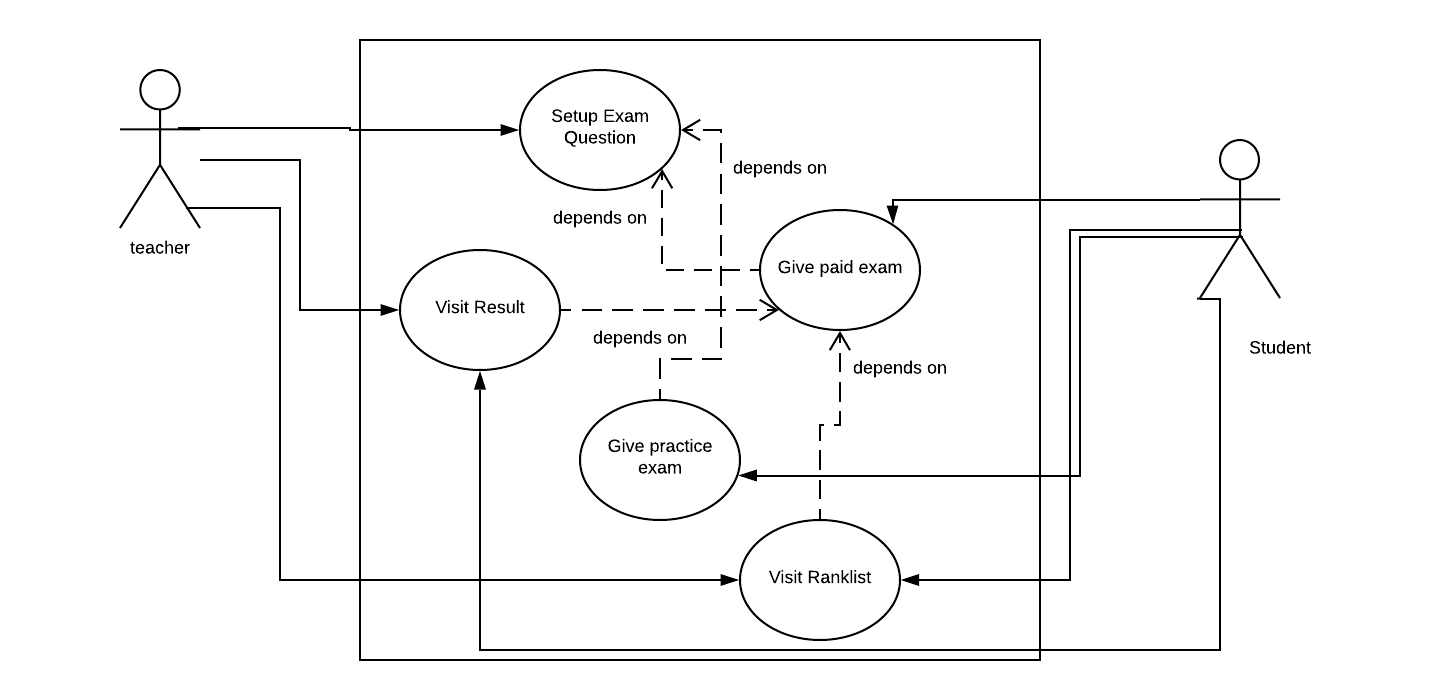 Setup Exam
Question
depends on
depends on
teacher
Give paid exam
Visit Result
depends on
Student
depends on
Give practice
exam
Visit Ranklist